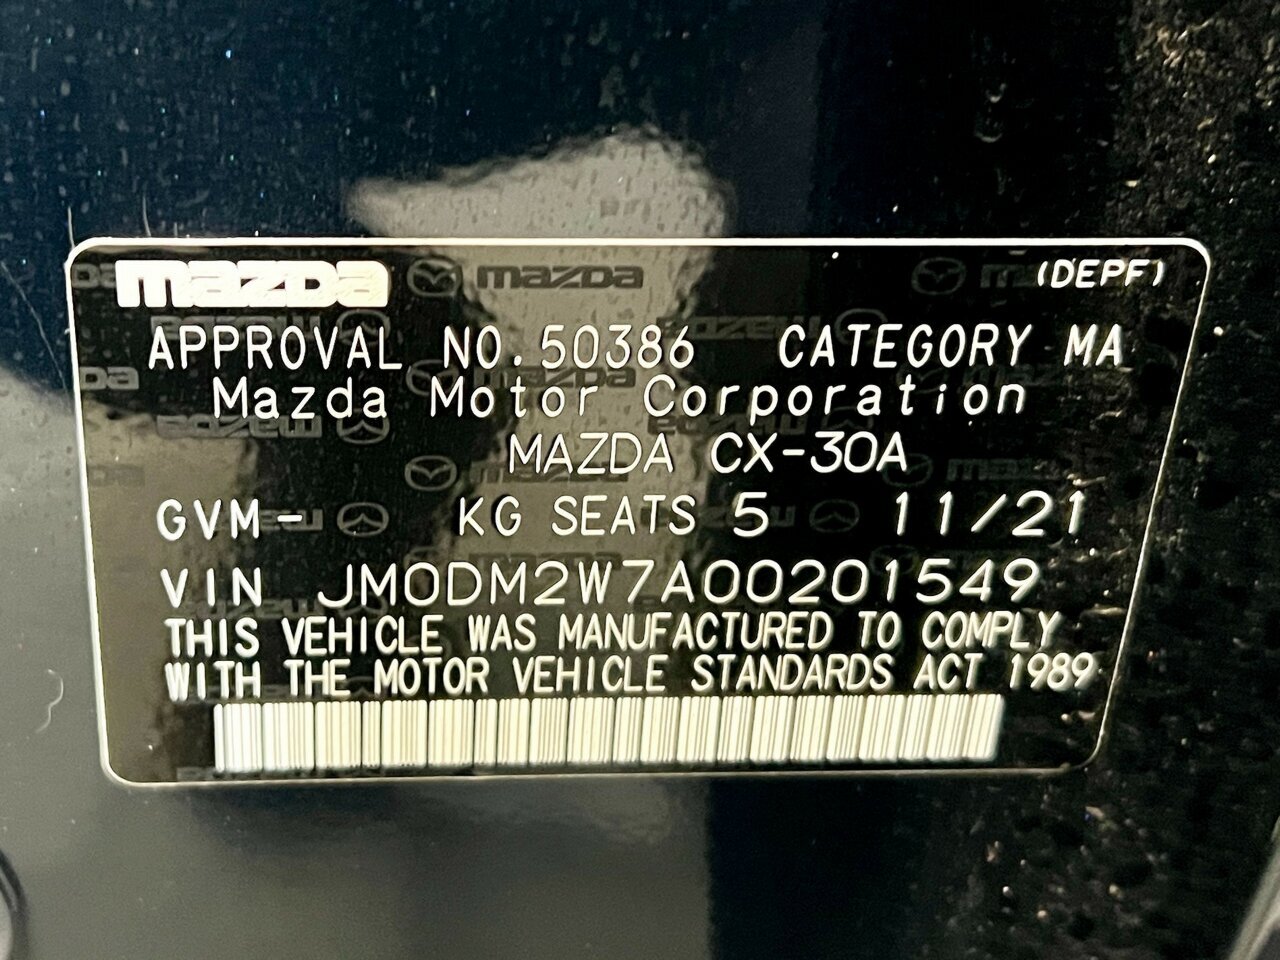 mazda (DEPF)
APPROVAL NO.50386 CATEGORY MA
Mazda Motor Corporation
MAZDA CX-30A
GVM- KG SEATS 5 11/21
VIN JM0DM2W7A00201549
THIS VEHICLE WAS MANUFACTURED TO COMPLY
WITH THE MOTOR VEHICLE STANDARDS ACT 1989.